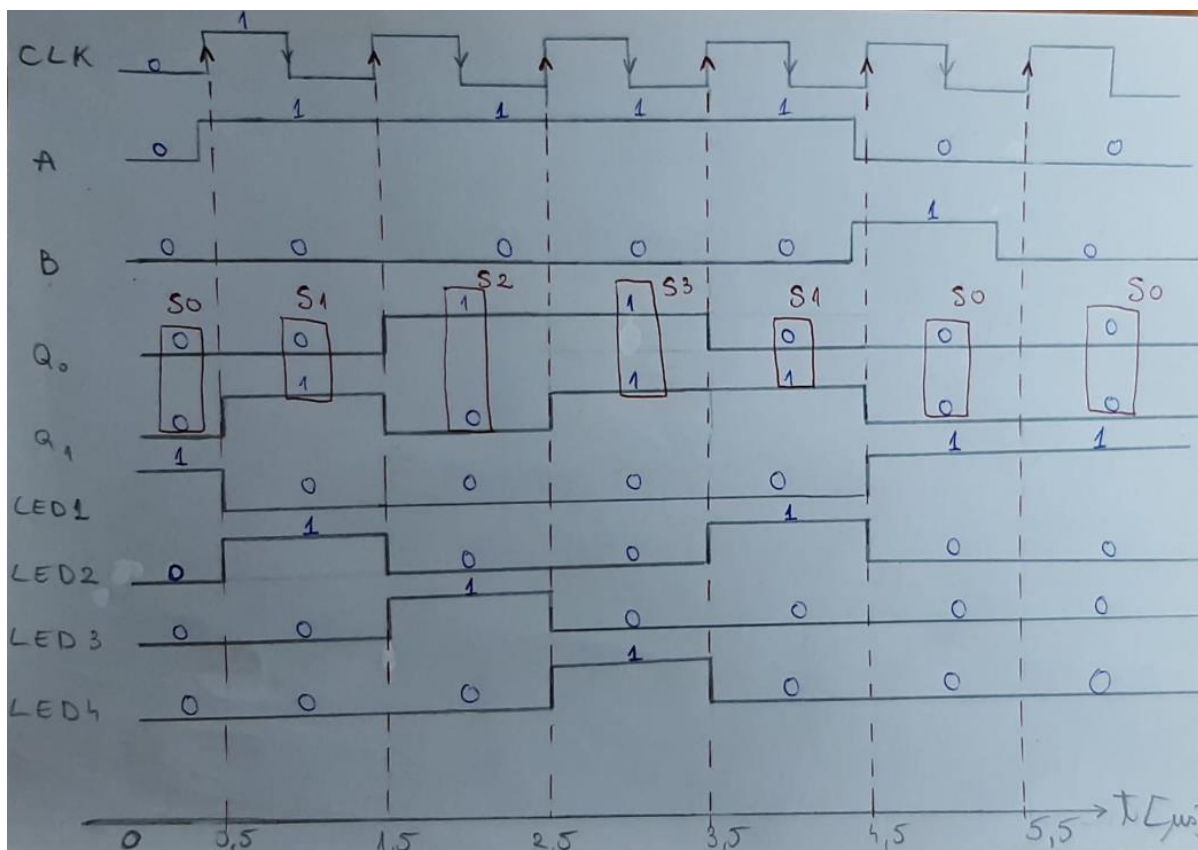 1
CLK 0
1 1 1 1
A 0 0 0
1
B 0 0 0 0 0 0
S0 S1 S2 S3 S1 S0 S0
Q₀ 0 0 1 1 0 0 0
Q₁ 0 1 0 1 1 0 0
LED1 1 0 0 0 0 1 1
LED2 0 1 0 0 1 0 0
LED3 0 0 1 0 0 0 0
LED4 0 0 0 1 0 0 0
0 0,5 1,5 2,5 3,5 4,5 5,5 t[μs